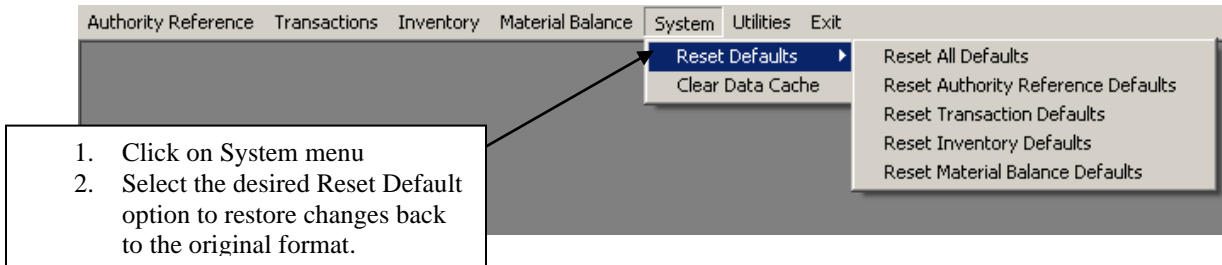 Authority Reference Transactions Inventory Material Balance System Utilities Exit
Reset Defaults
Clear Data Cache
Reset All Defaults
Reset Authority Reference Defaults
Reset Transaction Defaults
Reset Inventory Defaults
Reset Material Balance Defaults
1. Click on System menu
2. Select the desired Reset Default
option to restore changes back
to the original format.